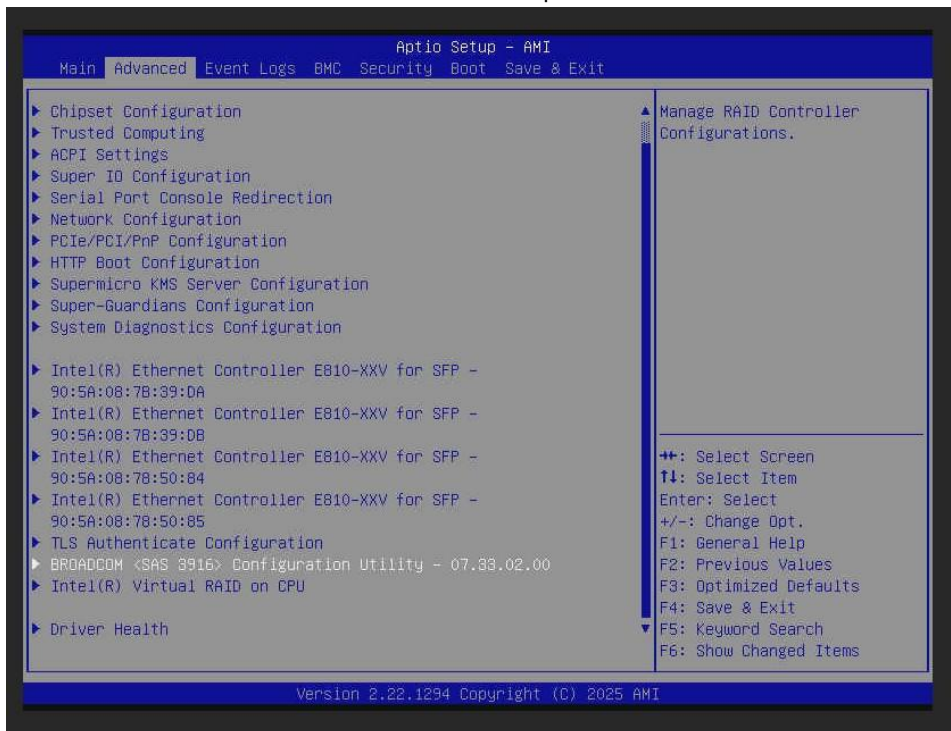 Aptio Setup - AMI
Main Advanced Event Logs BMC Security Boot Save & Exit
Chipset Configuration
Trusted Computing
ACPI Settings
Super IO Configuration
Serial Port Console Redirection
Network Configuration
PCIe/PCI/PnP Configuration
HTTP Boot Configuration
Supermicro KMS Server Configuration
Super-Guardians Configuration
System Diagnostics Configuration
Intel(R) Ethernet Controller E810-XXV for SFP -
90:5A:08:7B:39:DA
Intel(R) Ethernet Controller E810-XXV for SFP -
90:5A:08:7B:39:DB
Intel(R) Ethernet Controller E810-XXV for SFP -
90:5A:08:78:50:84
Intel(R) Ethernet Controller E810-XXV for SFP -
90:5A:08:78:50:85
TLS Authenticate Configuration
BROADCOM <SAS 3916> Configuration Utility - 07.33.02.00
Intel(R) Virtual RAID on CPU
Driver Health
Manage RAID Controller
Configurations.
→←: Select Screen
↑↓: Select Item
Enter: Select
+/-: Change Opt.
F1: General Help
F2: Previous Values
F3: Optimized Defaults
F4: Save & Exit
F5: Keyword Search
F6: Show Changed Items
Version 2.22.1294 Copyright (C) 2025 AMI